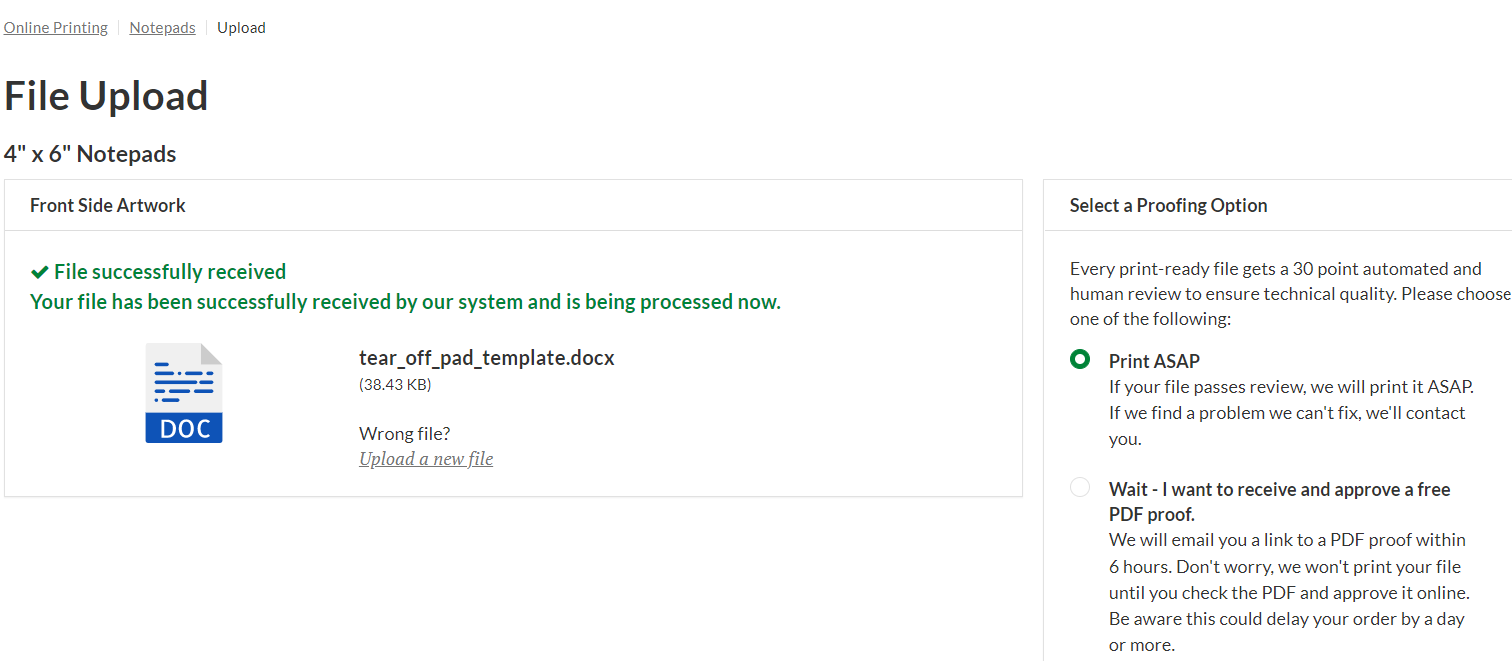 Online Printing Notepads Upload
File Upload
4" x 6" Notepads
Front Side Artwork
File successfully received
Your file has been successfully received by our system and is being processed now.
DOC
tear_off_pad_template.docx
(38.43 KB)
Wrong file?
Upload a new file
Select a Proofing Option
Every print-ready file gets a 30 point automated and
human review to ensure technical quality. Please choose
one of the following:
Print ASAP
If your file passes review, we will print it ASAP.
If we find a problem we can't fix, we'll contact
you.
Wait - I want to receive and approve a free
PDF proof.
We will email you a link to a PDF proof within
6 hours. Don't worry, we won't print your file
until you check the PDF and approve it online.
Be aware this could delay your order by a day
or more.